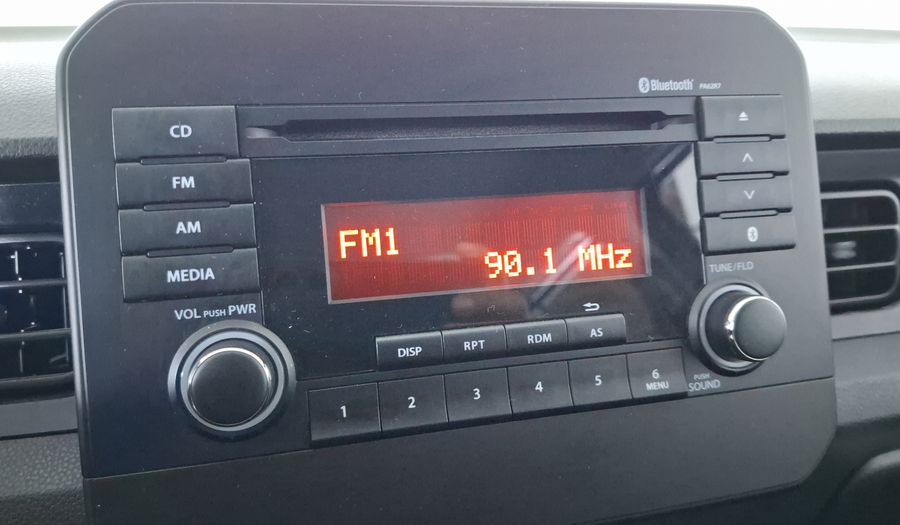 Bluetooth PA62R7
CD
FM
AM
MEDIA
FM1
90.1 MHz
VOL PUSH PWR
TUNE/FLD
DISP RPT RDM AS
1 2 3 4 5 6
MENU
PUSH
SOUND